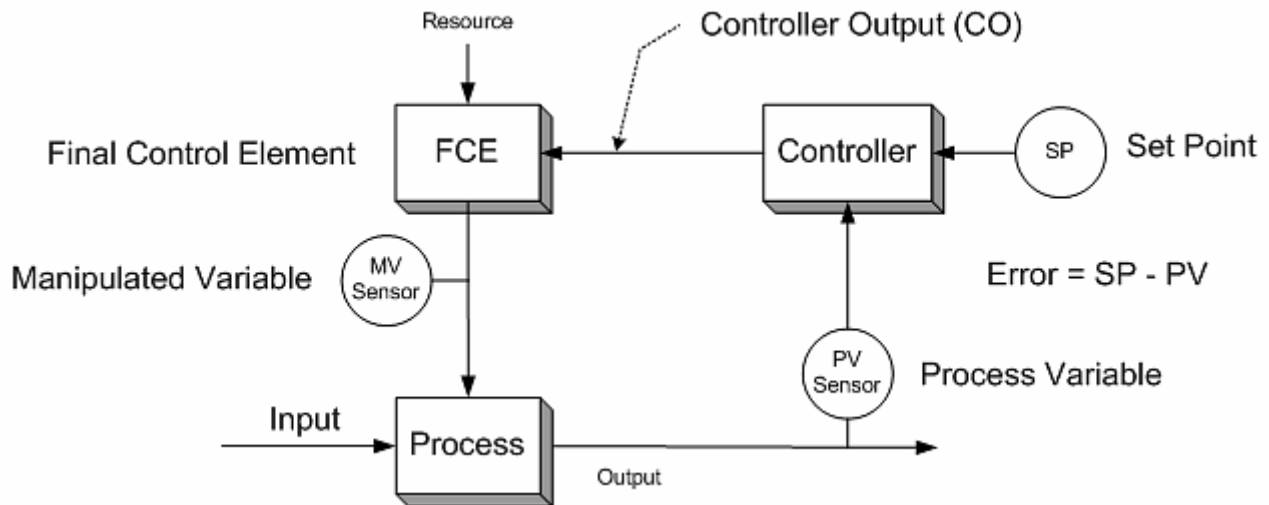 Resource
Controller Output (CO)
Final Control Element
FCE
Controller
SP
Set Point
Manipulated Variable
MV
Sensor
Error = SP - PV
PV
Sensor
Process Variable
Input
Process
Output